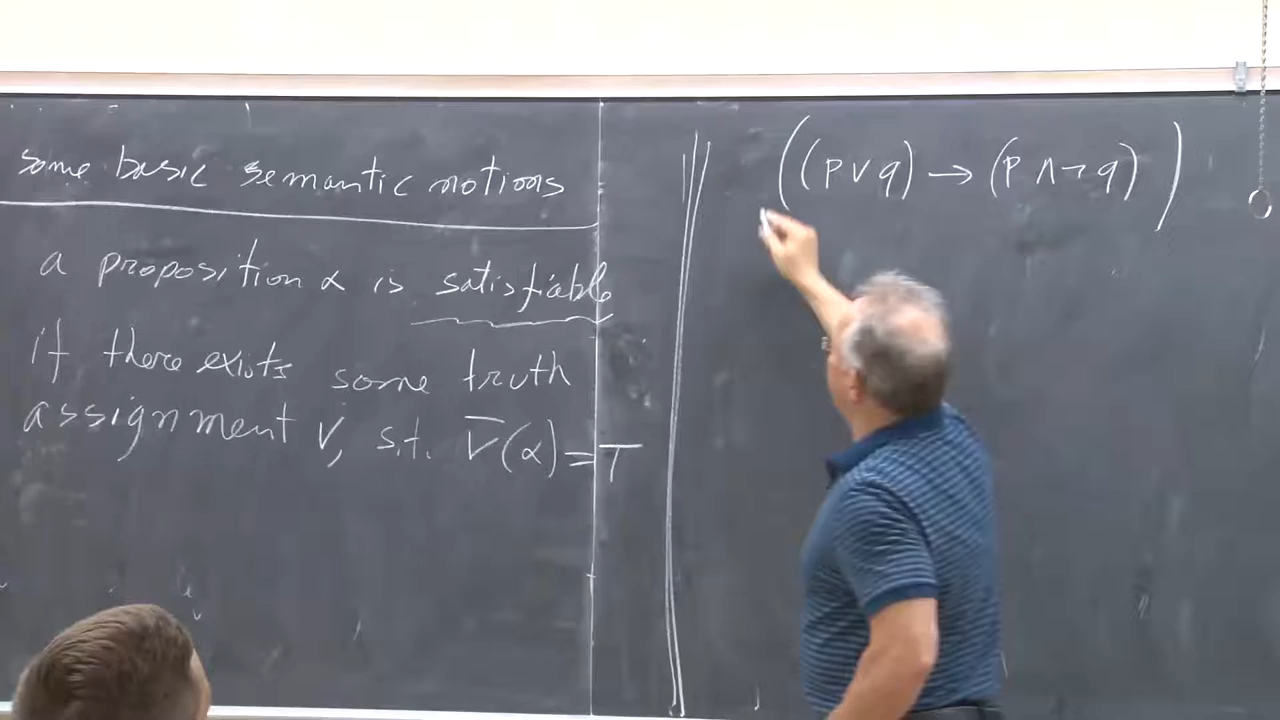 some basic semantic notions
a proposition α is satisfiable
if there exists some truth
assignment V, s.t. V̅(α)=T
((p ∨ q) → (p ∧ ¬ q))